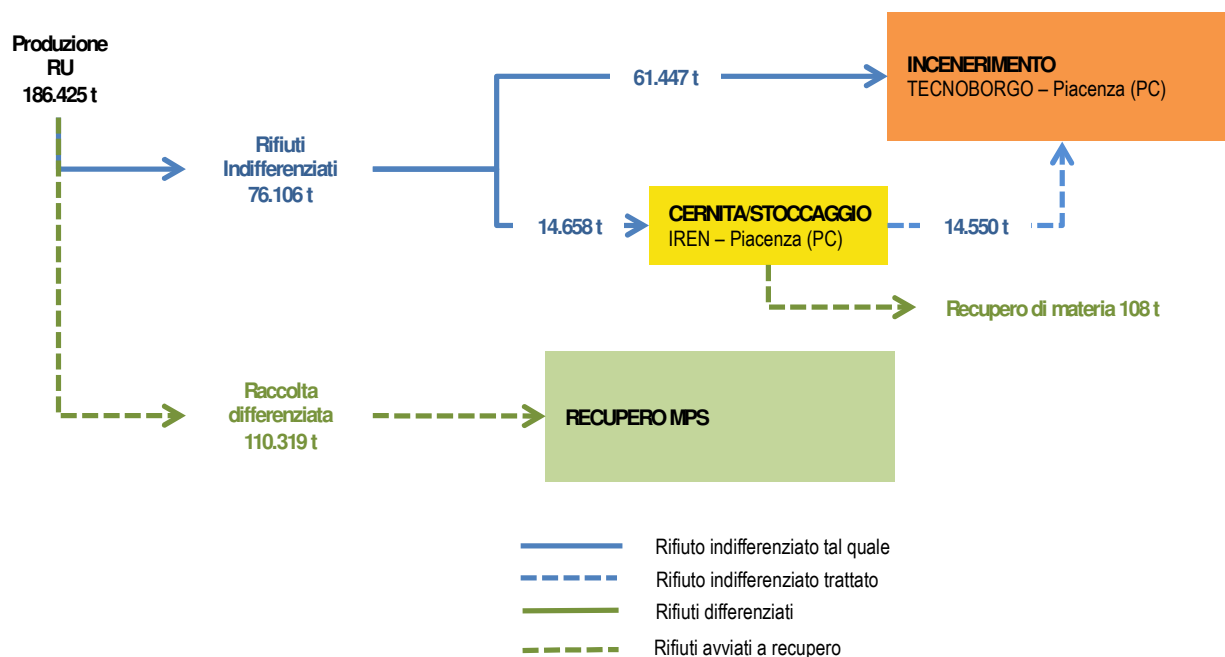 Produzione
RU
186.425 t
61.447 t
INCENERIMENTO
TECNOBORGO – Piacenza (PC)
Rifiuti
Indifferenziati
76.106 t
14.658 t
CERNITA/STOCCAGGIO
IREN – Piacenza (PC)
14.550 t
Recupero di materia 108 t
Raccolta
differenziata
110.319 t
RECUPERO MPS
Rifiuto indifferenziato tal quale
Rifiuto indifferenziato trattato
Rifiuti differenziati
Rifiuti avviati a recupero